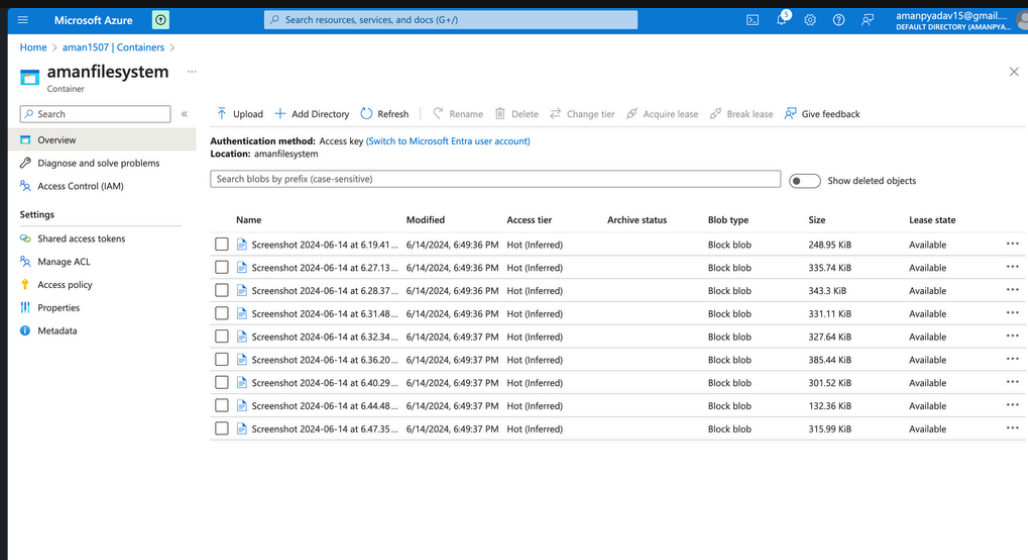 Microsoft Azure
Search resources, services, and docs (G+/)
5
amanpyadav15@gmail....
DEFAULT DIRECTORY (AMANPYA...
Home > aman1507 | Containers >
amanfilesystem ...
Container
Search
«
Overview
Diagnose and solve problems
Access Control (IAM)
Settings
Shared access tokens
Manage ACL
Access policy
Properties
Metadata
Upload Add Directory Refresh Rename Delete Change tier Acquire lease Break lease Give feedback
Authentication method: Access key (Switch to Microsoft Entra user account)
Location: amanfilesystem
Search blobs by prefix (case-sensitive)
Show deleted objects
Name Modified Access tier Archive status Blob type Size Lease state
Screenshot 2024-06-14 at 6.19.41... 6/14/2024, 6:49:36 PM Hot (Inferred) Block blob 248.95 KiB Available ...
Screenshot 2024-06-14 at 6.27.13... 6/14/2024, 6:49:36 PM Hot (Inferred) Block blob 335.74 KiB Available ...
Screenshot 2024-06-14 at 6.28.37... 6/14/2024, 6:49:36 PM Hot (Inferred) Block blob 343.3 KiB Available ...
Screenshot 2024-06-14 at 6.31.48... 6/14/2024, 6:49:36 PM Hot (Inferred) Block blob 331.11 KiB Available ...
Screenshot 2024-06-14 at 6.32.34... 6/14/2024, 6:49:37 PM Hot (Inferred) Block blob 327.64 KiB Available ...
Screenshot 2024-06-14 at 6.36.20... 6/14/2024, 6:49:37 PM Hot (Inferred) Block blob 385.44 KiB Available ...
Screenshot 2024-06-14 at 6.40.29... 6/14/2024, 6:49:37 PM Hot (Inferred) Block blob 301.52 KiB Available ...
Screenshot 2024-06-14 at 6.44.48... 6/14/2024, 6:49:37 PM Hot (Inferred) Block blob 132.36 KiB Available ...
Screenshot 2024-06-14 at 6.47.35... 6/14/2024, 6:49:37 PM Hot (Inferred) Block blob 315.99 KiB Available ...